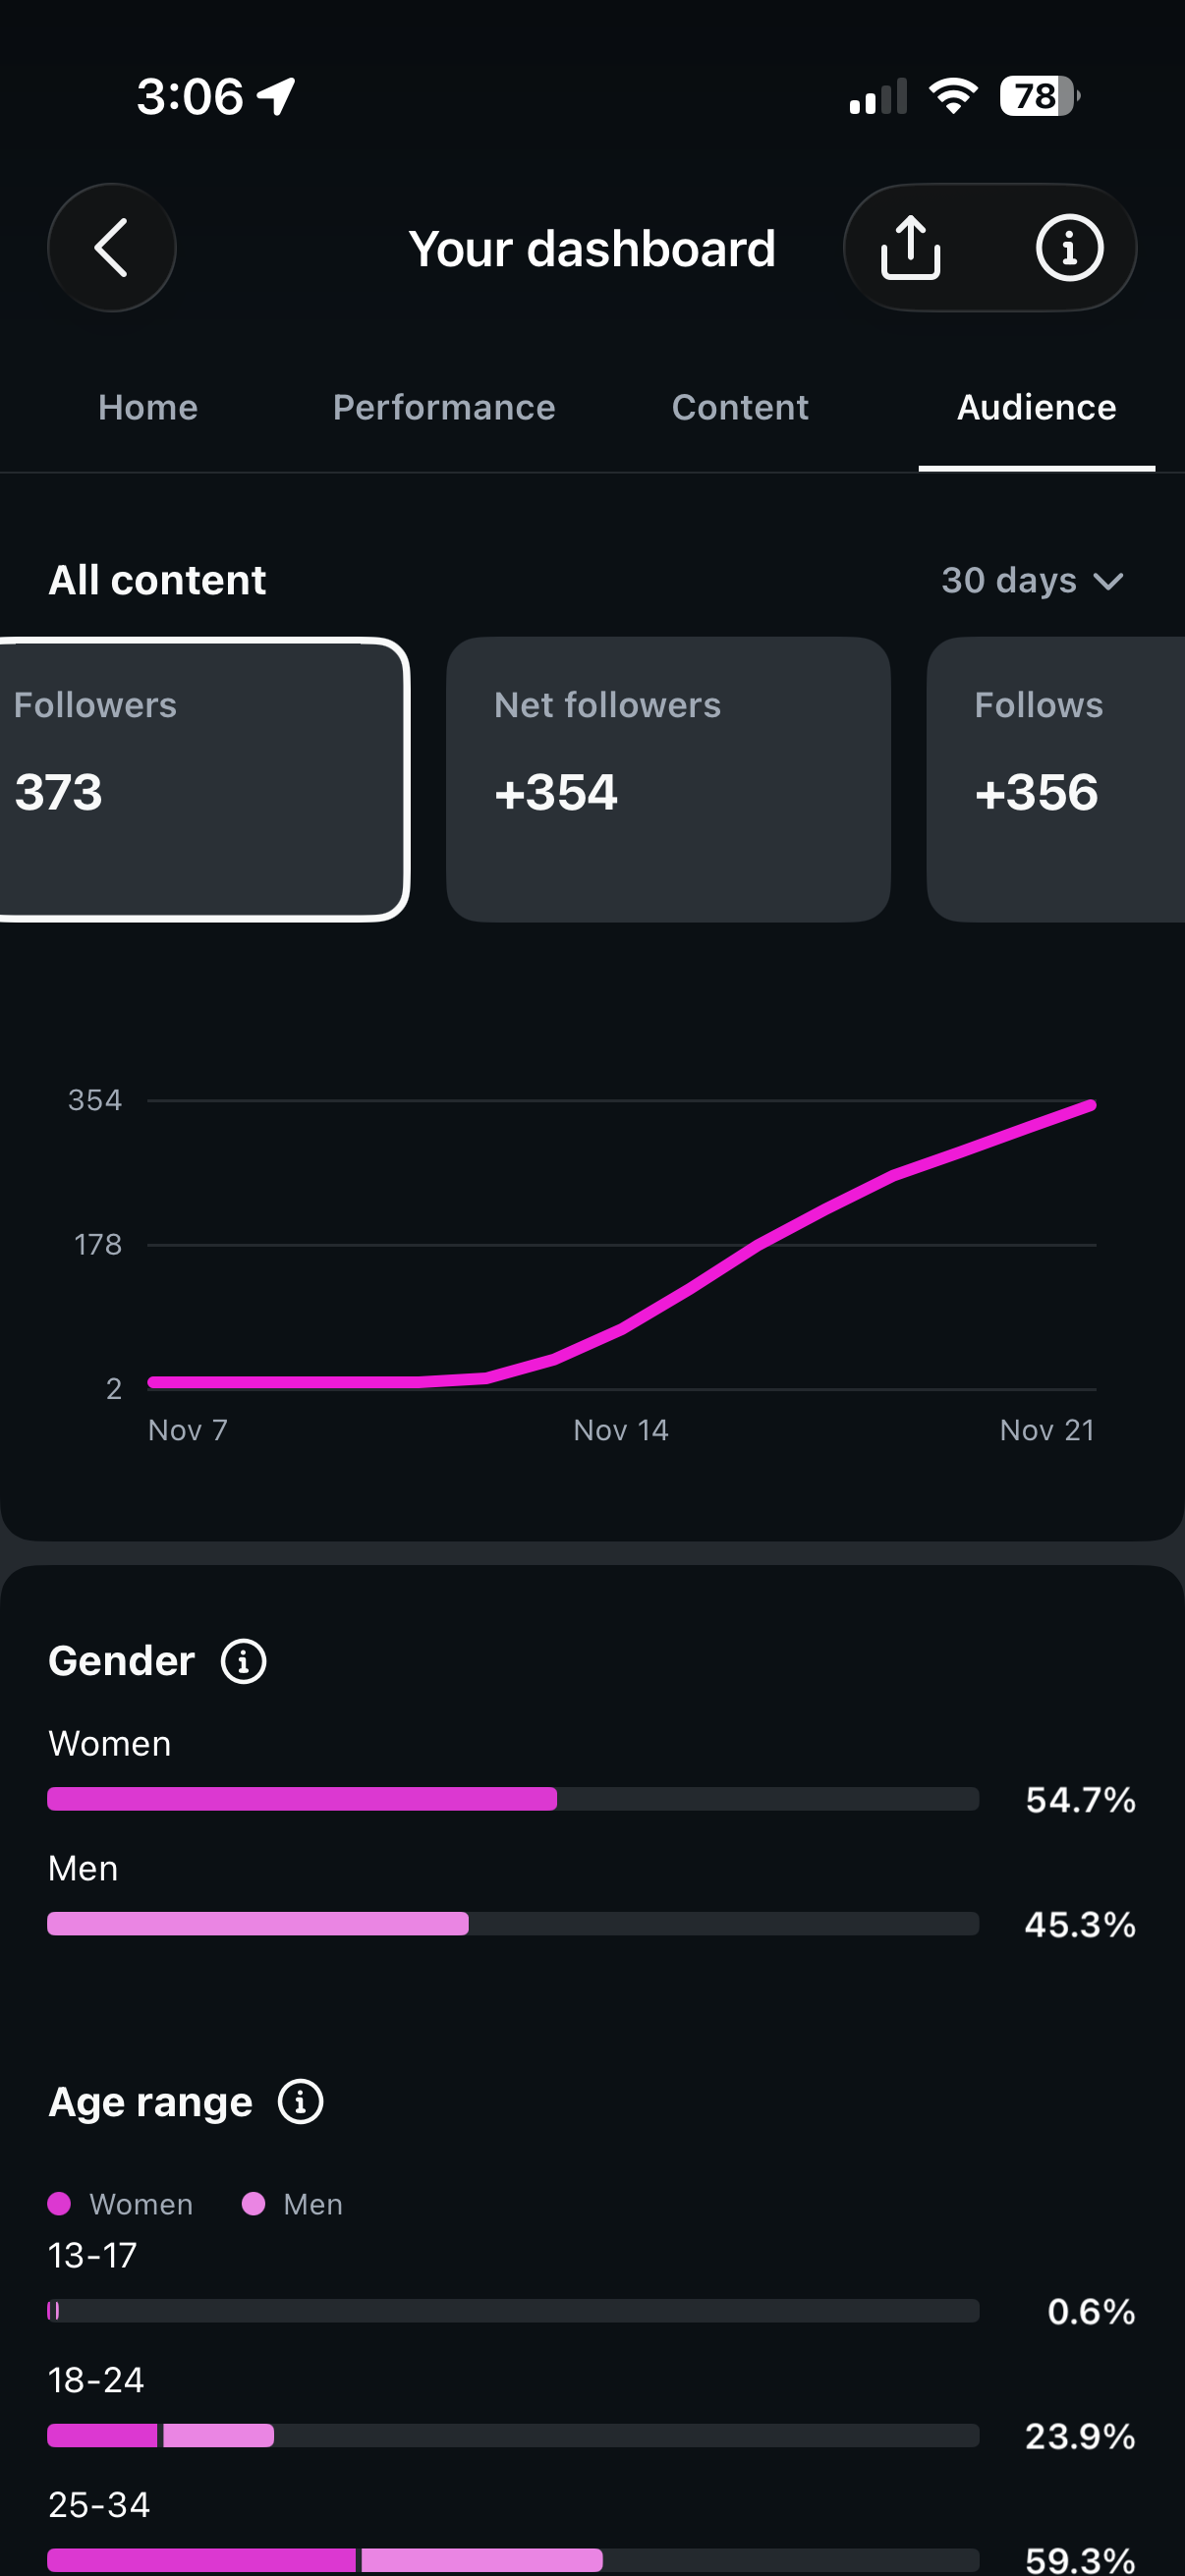 3:06 78
Your dashboard
Home Performance Content Audience
All content 30 days
Followers Net followers Follows
373 +354 +356
354
178
2
Nov 7 Nov 14 Nov 21
Gender
Women
54.7%
Men
45.3%
Age range
Women Men
13-17
0.6%
18-24
23.9%
25-34
59.3%